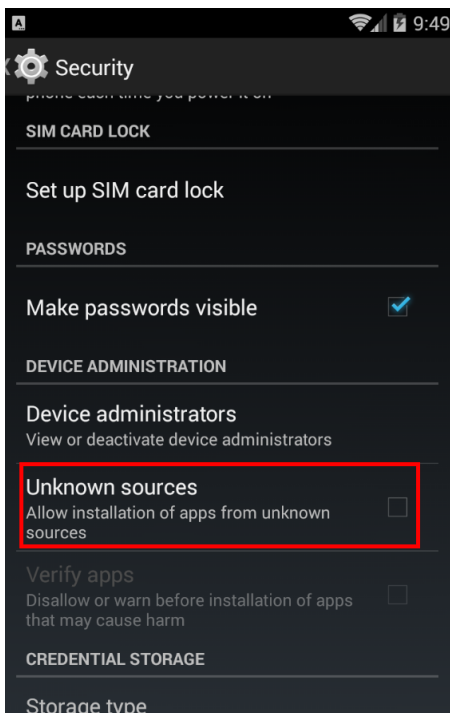 9:49
Security
phone each time you power it on
SIM CARD LOCK
Set up SIM card lock
PASSWORDS
Make passwords visible
DEVICE ADMINISTRATION
Device administrators
View or deactivate device administrators
Unknown sources
Allow installation of apps from unknown
sources
Verify apps
Disallow or warn before installation of apps
that may cause harm
CREDENTIAL STORAGE
Storage type